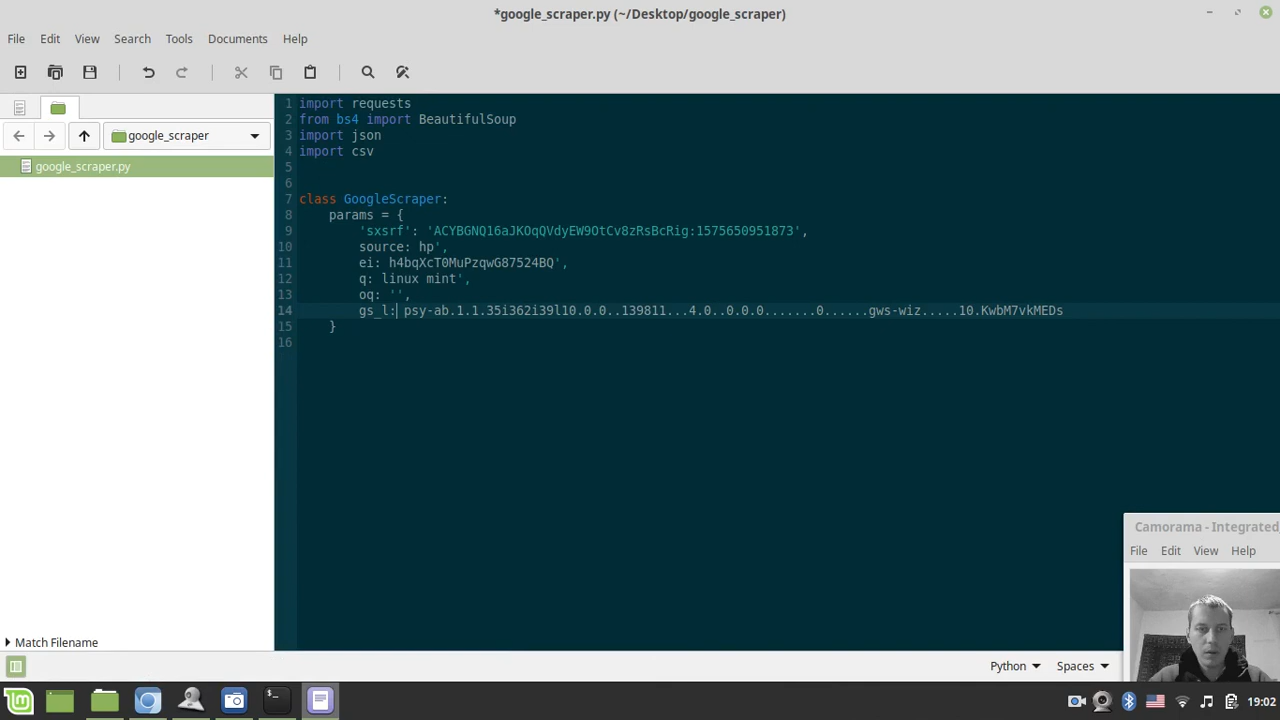 *google_scraper.py (~/Desktop/google_scraper)
File Edit View Search Tools Documents Help
google_scraper
google_scraper.py
1 import requests
2 from bs4 import BeautifulSoup
3 import json
4 import csv
5
6
7 class GoogleScraper:
8 params = {
9 'sxsrf': 'ACYBGNQ16aJKOqQVdyEW9OtCv8zRsBcRig:1575650951873',
10 source: hp',
11 ei: h4bqXcT0MuPzqwG87524BQ',
12 q: linux mint',
13 oq: '',
14 gs_l: psy-ab.1.1.35i362i39l10.0.0..139811...4.0..0.0.0.......0......gws-wiz.....10.KwbM7vkMEDs
15 }
16
Camorama - Integrated
File Edit View Help
Match Filename
Python Spaces
19:02